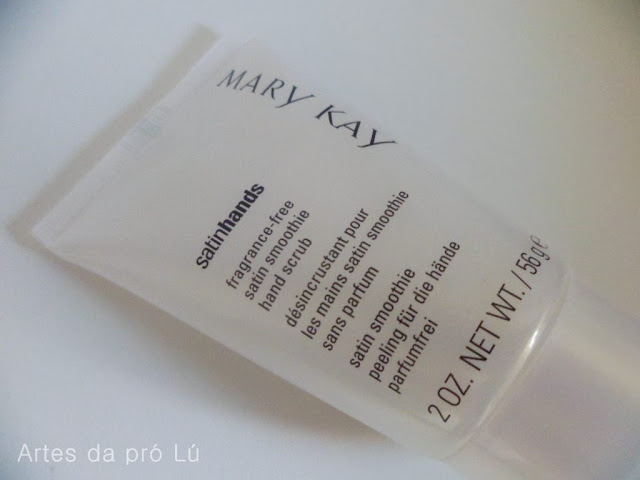 MARY KAY
satinhands
fragrance-free
satin smoothie
hand scrub
désincrustant pour
les mains satin smoothie
sans parfum
satin smoothie
peeling für die hände
parfumfrei
2 OZ. NET WT. / 56 g e
Artes da pró Lú